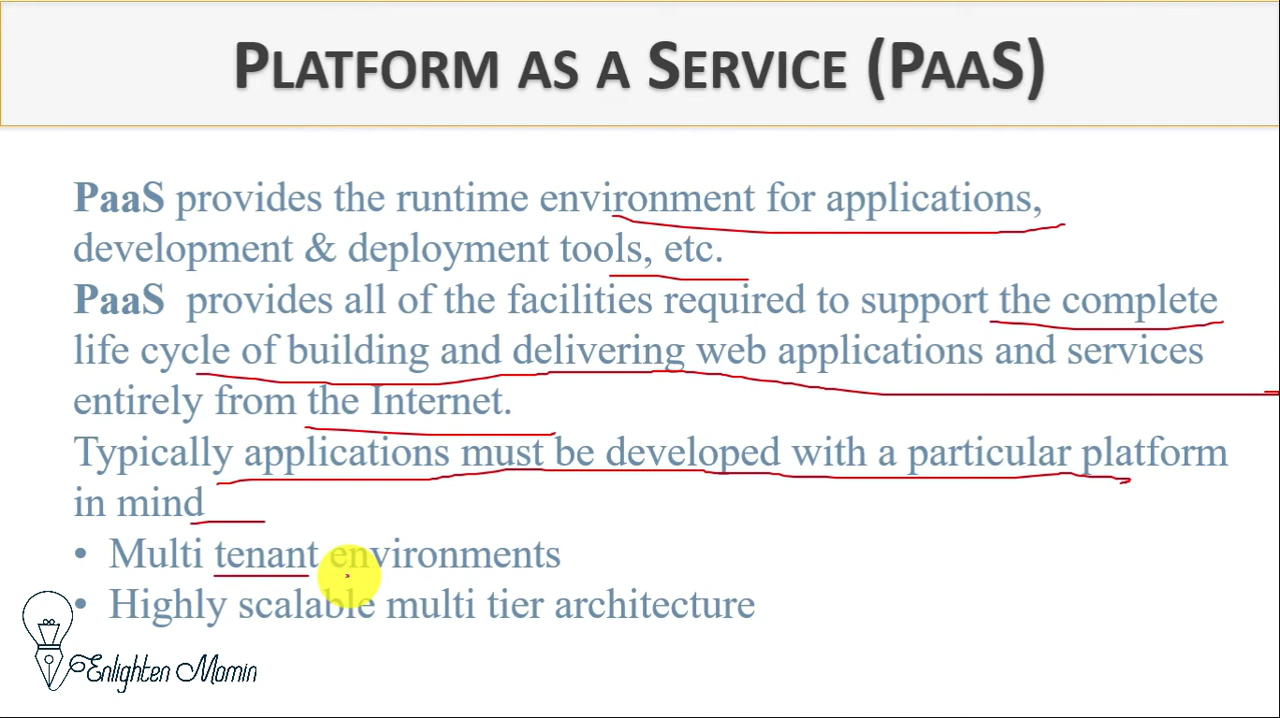 PLATFORM AS A SERVICE (PAAS)
PaaS provides the runtime environment for applications,
development & deployment tools, etc.
PaaS provides all of the facilities required to support the complete
life cycle of building and delivering web applications and services
entirely from the Internet.
Typically applications must be developed with a particular platform
in mind
• Multi tenant environments
• Highly scalable multi tier architecture
Enlighten Momin